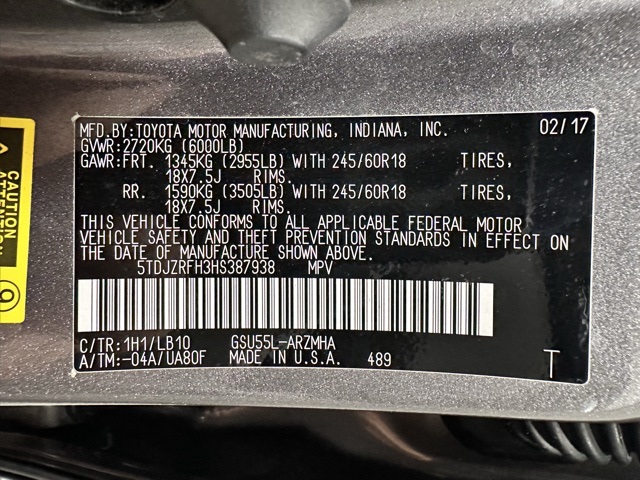 MFD.BY:TOYOTA MOTOR MANUFACTURING, INDIANA, INC. 02/17
GVWR:2720KG (6000LB)
GAWR:FRT. 1345KG (2955LB) WITH 245/60R18 TIRES,
18X7.5J RIMS.
RR. 1590KG (3505LB) WITH 245/60R18 TIRES,
18X7.5J RIMS.
THIS VEHICLE CONFORMS TO ALL APPLICABLE FEDERAL MOTOR
VEHICLE SAFETY AND THEFT PREVENTION STANDARDS IN EFFECT ON
THE DATE OF MANUFACTURE SHOWN ABOVE.
5TDJZRFH3HS387938 MPV
C/TR:1H1/LB10 GSU55L-ARZMHA
A/TM:-04A/UA80F MADE IN U.S.A. 489 T
CAUTION
ATTENTION